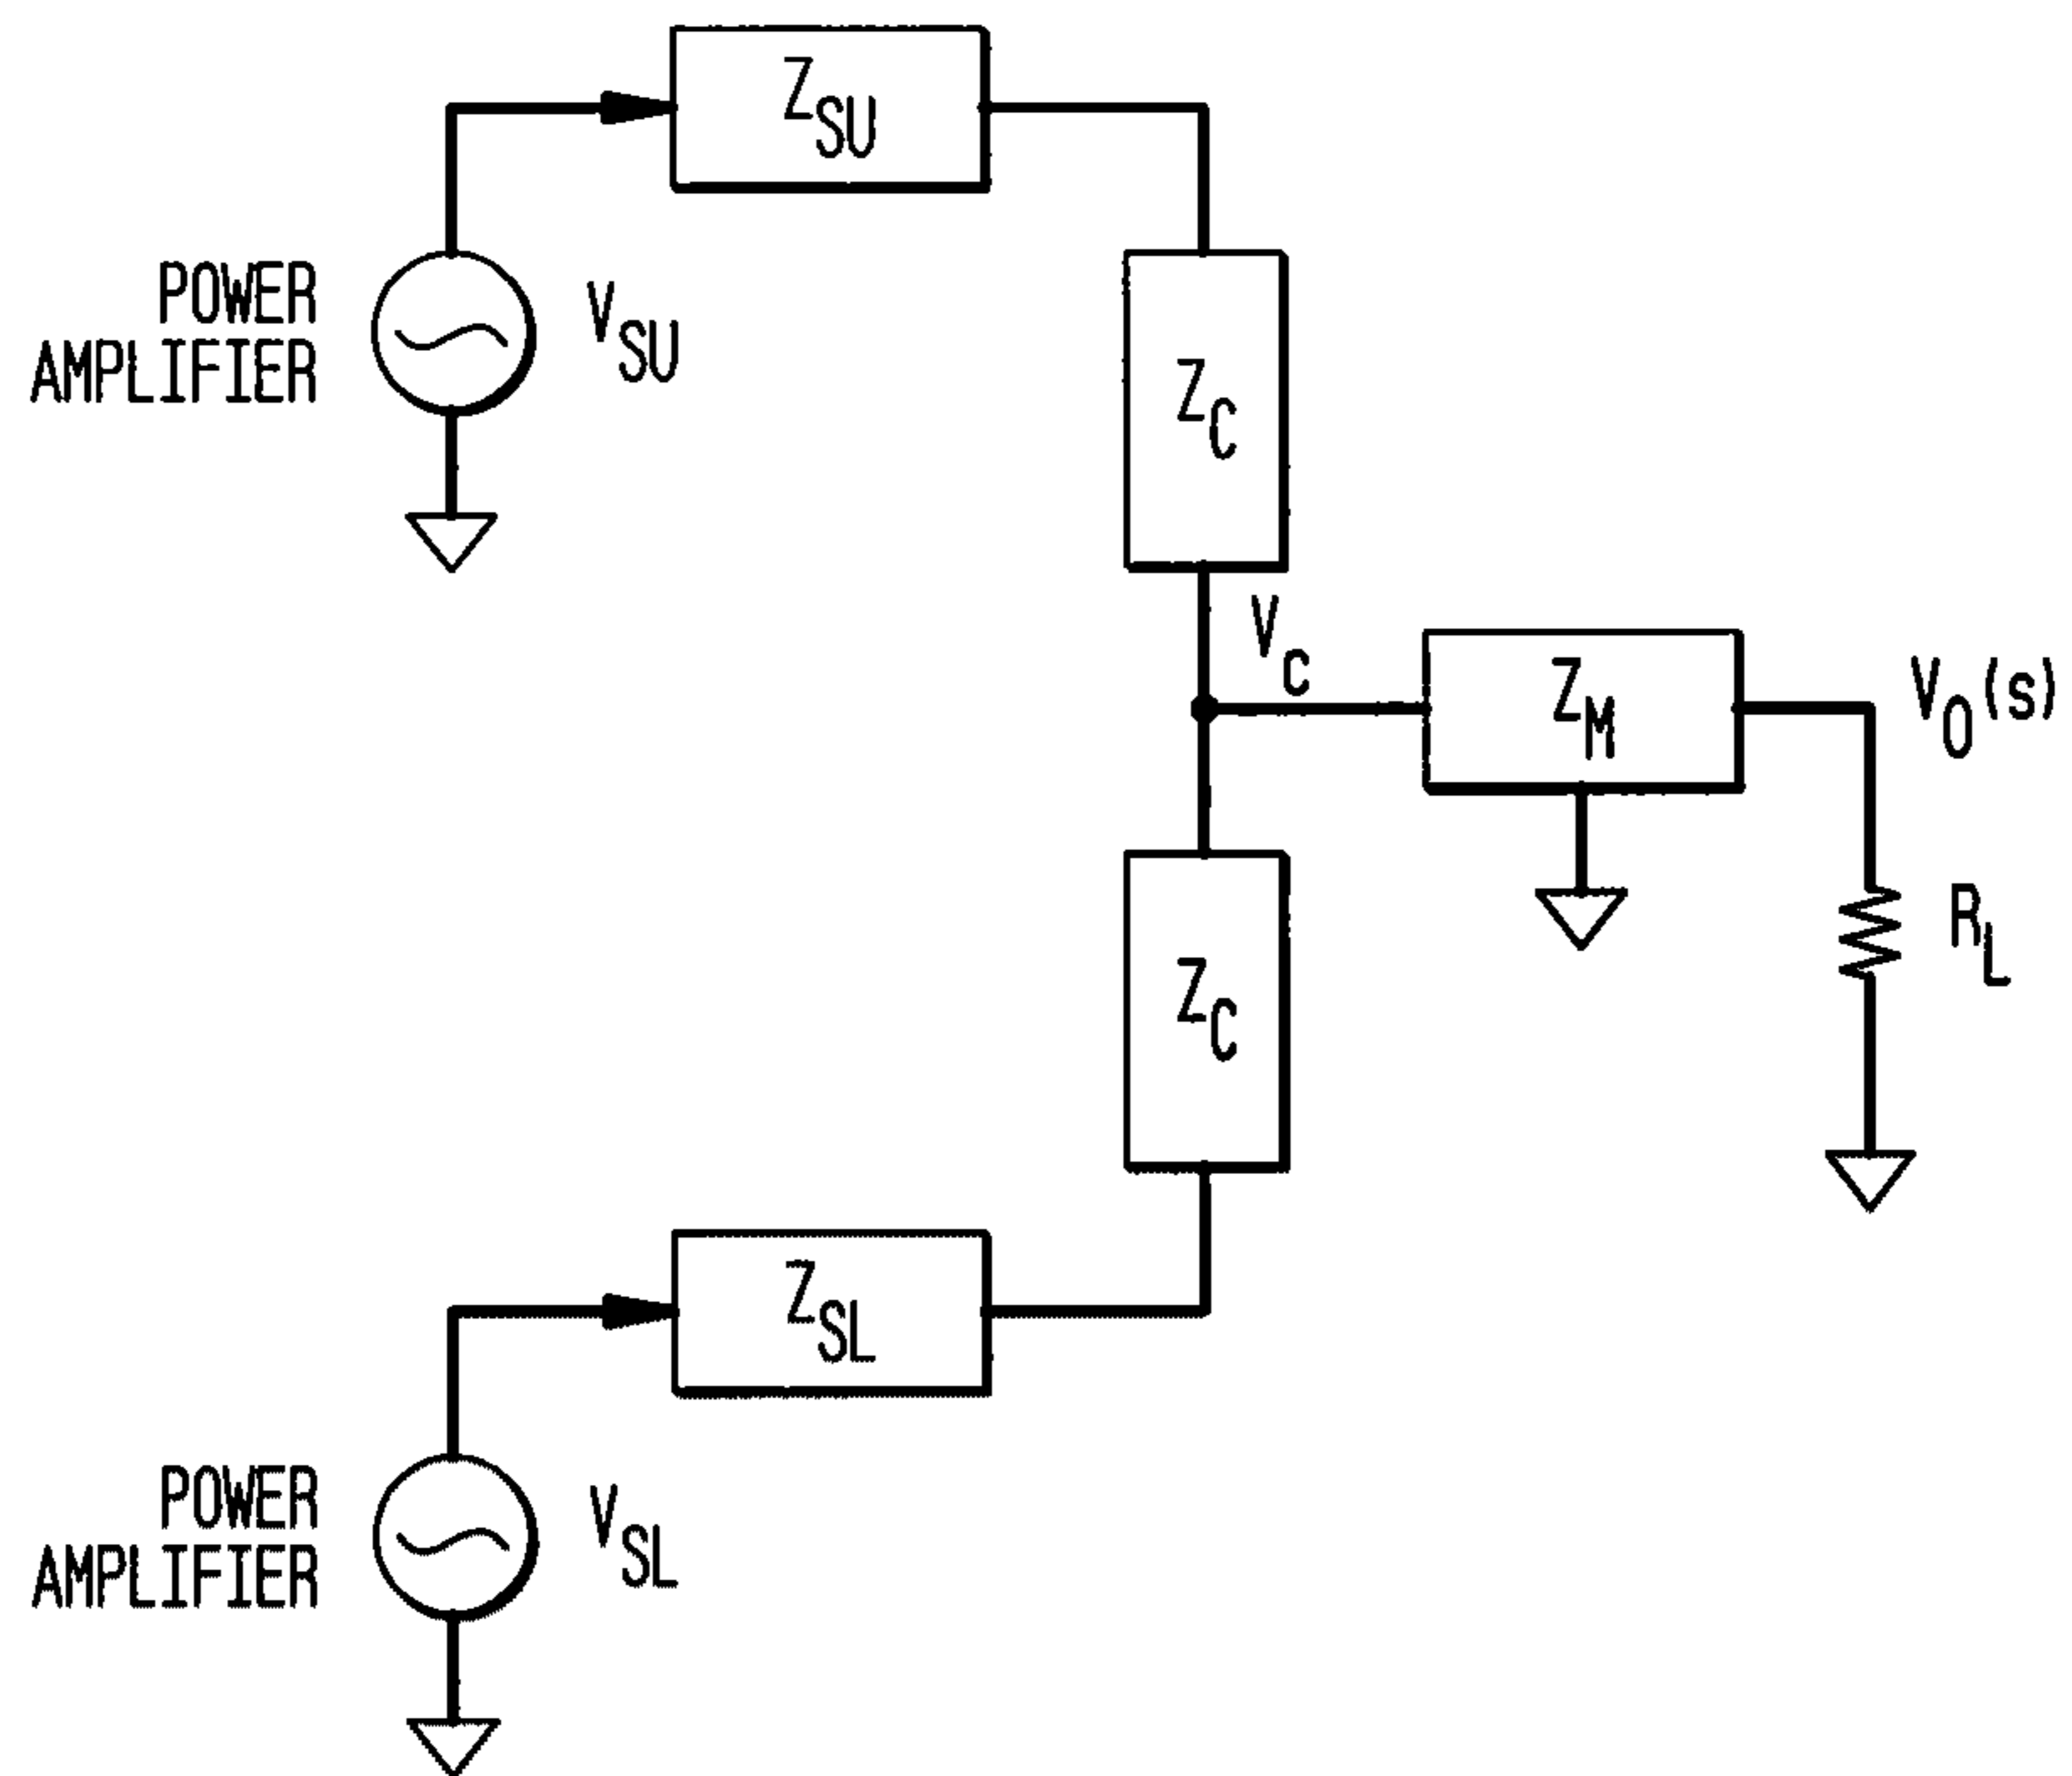 Z_SU
POWER
AMPLIFIER
V_SU
Z_C
V_C
Z_M
V_O(s)
Z_C
R_L
Z_SL
POWER
AMPLIFIER
V_SL